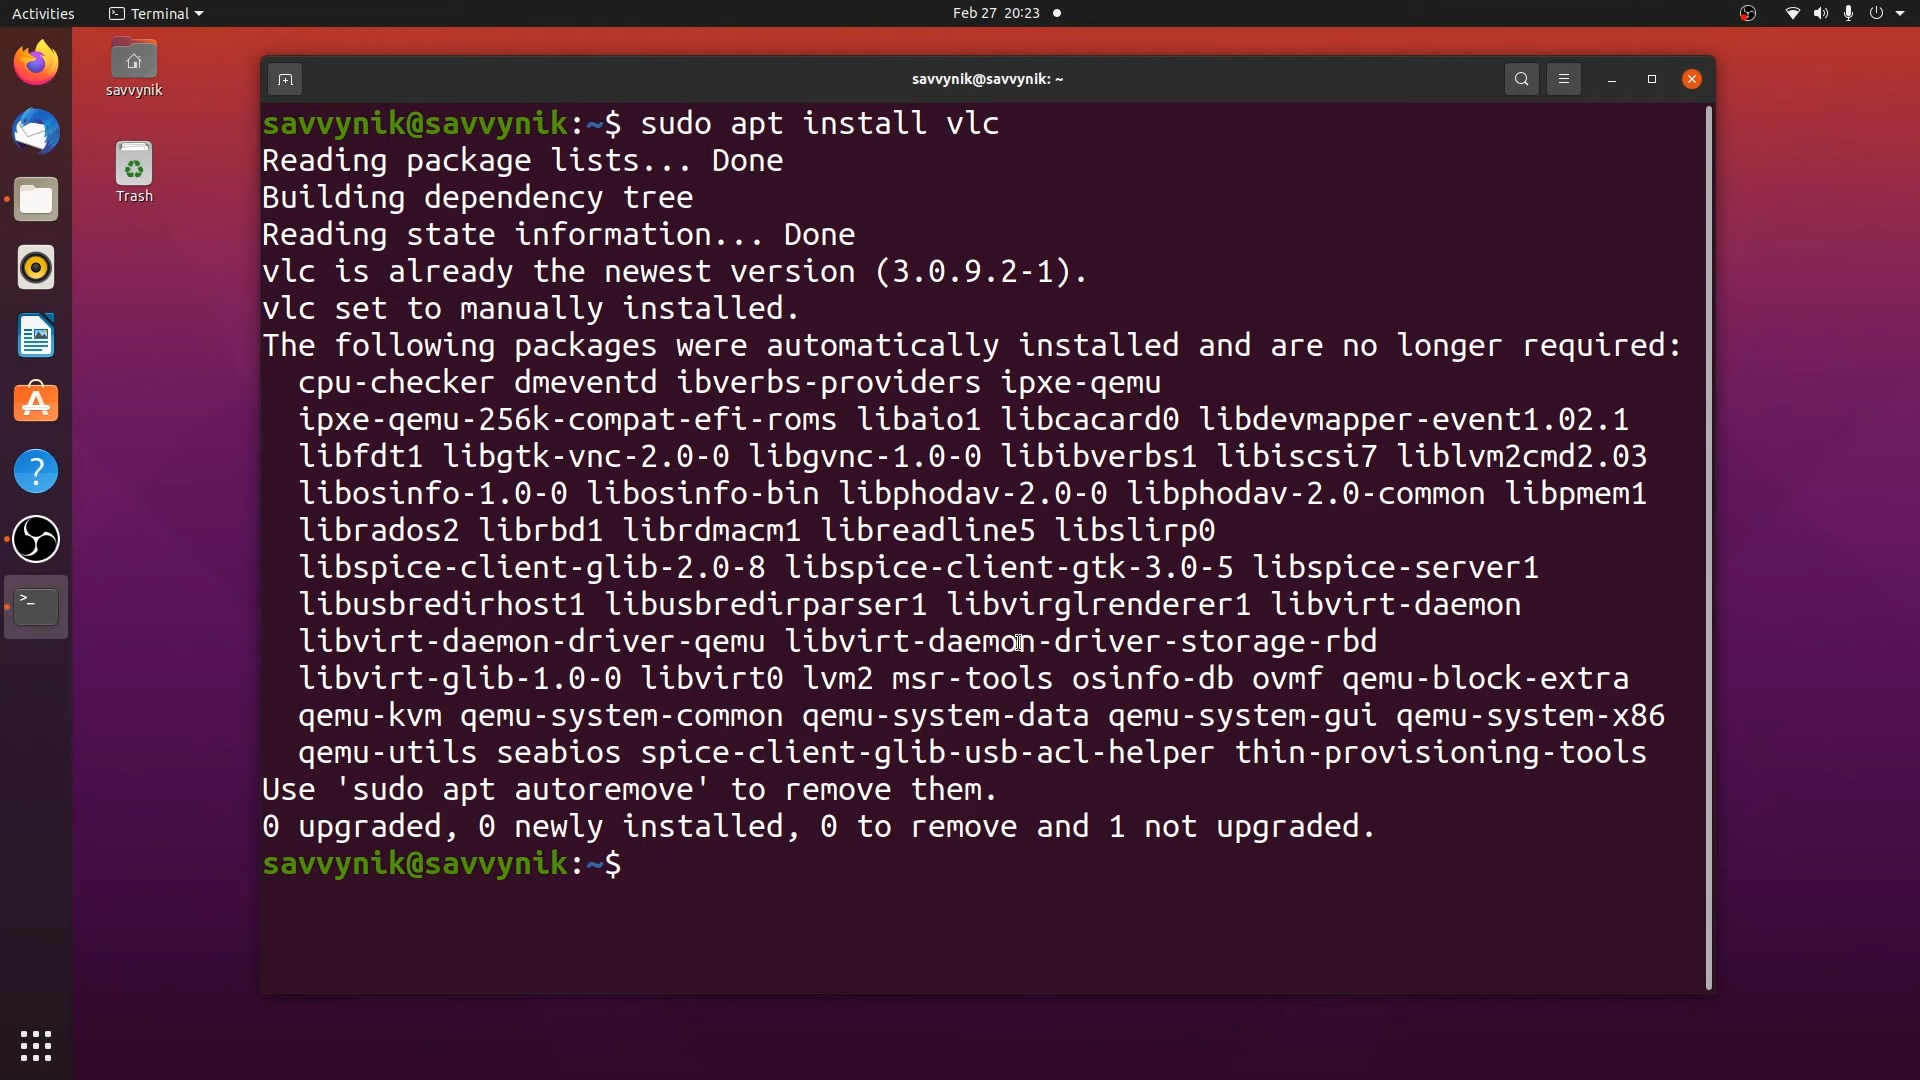 Activities
Terminal
Feb 27 20:23
savvynik
Trash
savvynik@savvynik: ~
savvynik@savvynik:~$ sudo apt install vlc
Reading package lists... Done
Building dependency tree
Reading state information... Done
vlc is already the newest version (3.0.9.2-1).
vlc set to manually installed.
The following packages were automatically installed and are no longer required:
  cpu-checker dmeventd ibverbs-providers ipxe-qemu
  ipxe-qemu-256k-compat-efi-roms libaio1 libcacard0 libdevmapper-event1.02.1
  libfdt1 libgtk-vnc-2.0-0 libgvnc-1.0-0 libibverbs1 libiscsi7 liblvm2cmd2.03
  libosinfo-1.0-0 libosinfo-bin libphodav-2.0-0 libphodav-2.0-common libpmem1
  librados2 librbd1 librdmacm1 libreadline5 libslirp0
  libspice-client-glib-2.0-8 libspice-client-gtk-3.0-5 libspice-server1
  libusbredirhost1 libusbredirparser1 libvirglrenderer1 libvirt-daemon
  libvirt-daemon-driver-qemu libvirt-daemon-driver-storage-rbd
  libvirt-glib-1.0-0 libvirt0 lvm2 msr-tools osinfo-db ovmf qemu-block-extra
  qemu-kvm qemu-system-common qemu-system-data qemu-system-gui qemu-system-x86
  qemu-utils seabios spice-client-glib-usb-acl-helper thin-provisioning-tools
Use 'sudo apt autoremove' to remove them.
0 upgraded, 0 newly installed, 0 to remove and 1 not upgraded.
savvynik@savvynik:~$